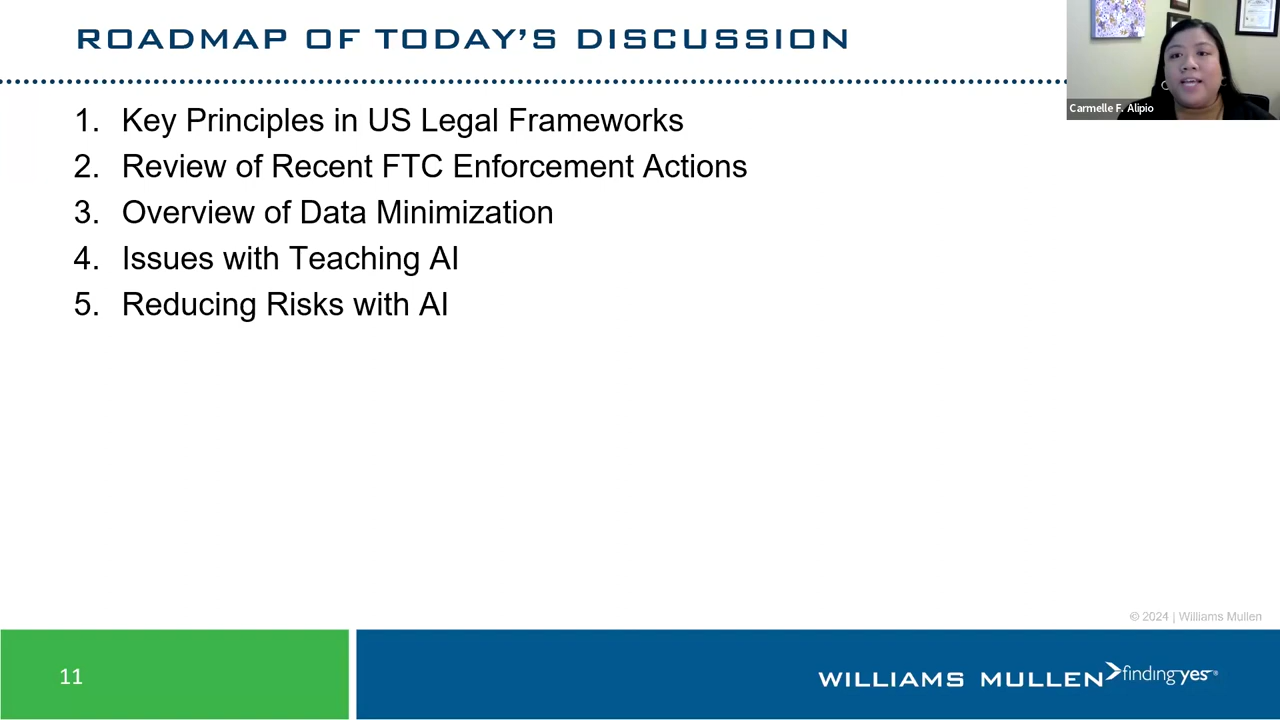 ROADMAP OF TODAY'S DISCUSSION
Carmelle F. Alipio
1. Key Principles in US Legal Frameworks
2. Review of Recent FTC Enforcement Actions
3. Overview of Data Minimization
4. Issues with Teaching AI
5. Reducing Risks with AI
© 2024 | Williams Mullen
11
WILLIAMS MULLEN findingyes®